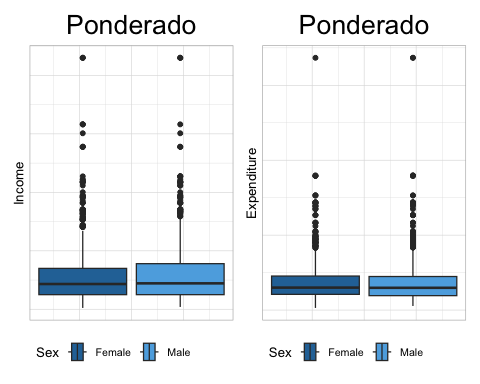 Ponderado
Income
Sex Female Male
Ponderado
Expenditure
Sex Female Male